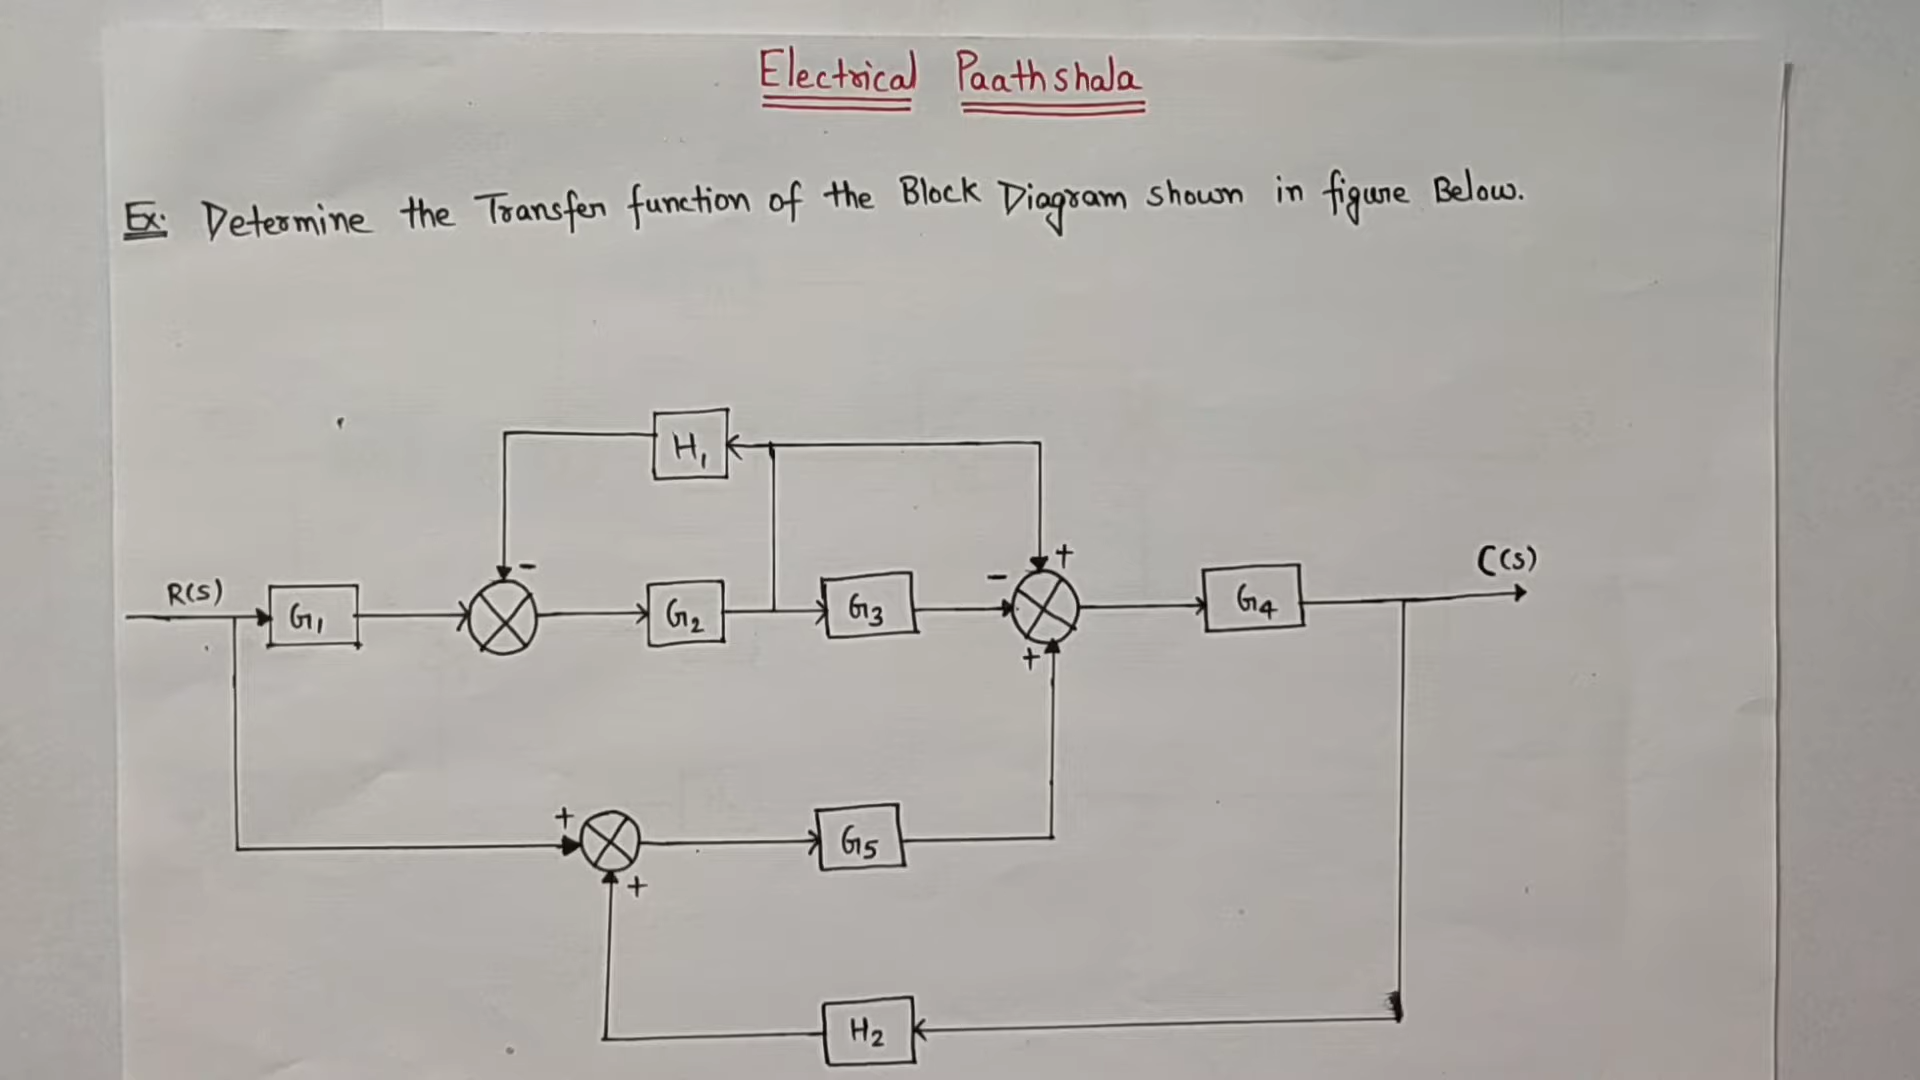 Electrical Paathshala
Ex: Determine the Transfer function of the Block Diagram shown in figure Below.
H1
R(s)
G1
-
G2
G3
-
+
+
G4
C(s)
+
+
G5
H2